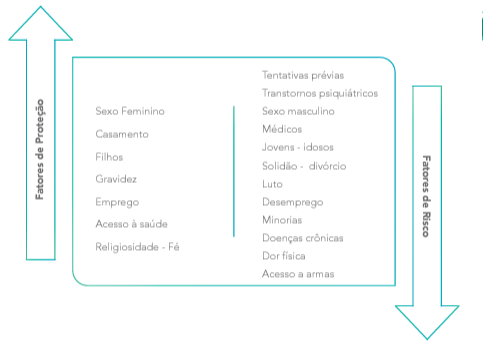 Fatores de Proteção
Sexo Feminino
Casamento
Filhos
Gravidez
Emprego
Acesso à saúde
Religiosidade - Fé
Tentativas prévias
Transtornos psiquiátricos
Sexo masculino
Médicos
Jovens - idosos
Solidão - divórcio
Luto
Desemprego
Minorias
Doenças crônicas
Dor física
Acesso a armas
Fatores de Risco